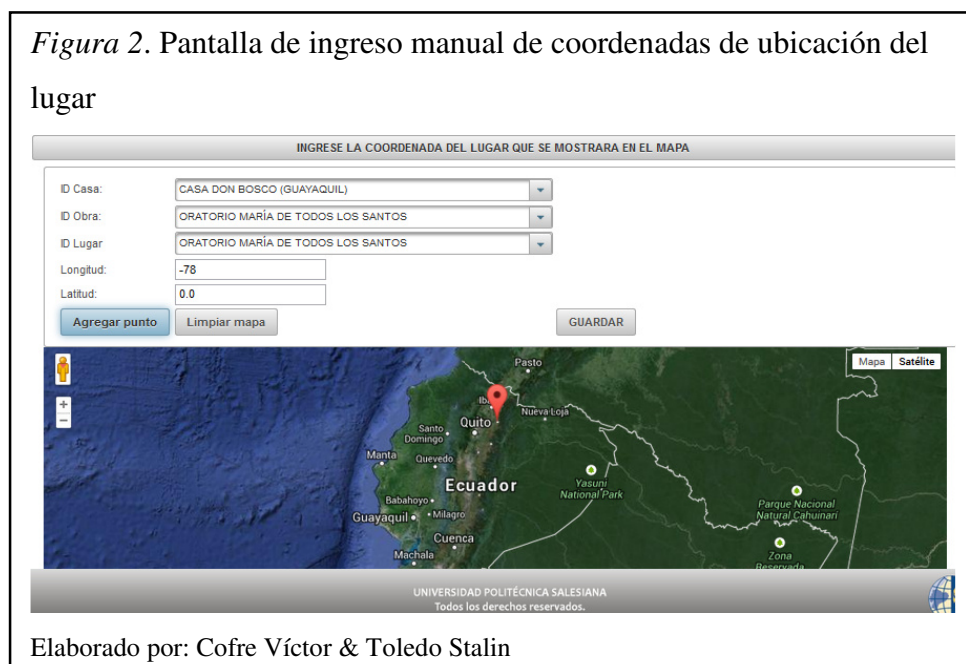 Figura 2. Pantalla de ingreso manual de coordenadas de ubicación del
lugar
INGRESE LA COORDENADA DEL LUGAR QUE SE MOSTRARA EN EL MAPA
ID Casa: CASA DON BOSCO (GUAYAQUIL)
ID Obra: ORATORIO MARÍA DE TODOS LOS SANTOS
ID Lugar ORATORIO MARÍA DE TODOS LOS SANTOS
Longitud: -78
Latitud: 0.0
Agregar punto Limpiar mapa GUARDAR
Mapa Satélite
Pasto
Nueva Loja
Quito
Santo
Domingo
Manta
Quevedo
Ecuador
Yasuni
National Park
Babahoyo
Guayaquil Milagro
Parque Nacional
Natural Cahuinari
Cuenca
Machala
Zona
Reservada
UNIVERSIDAD POLITÉCNICA SALESIANA
Todos los derechos reservados.
Elaborado por: Cofre Víctor & Toledo Stalin